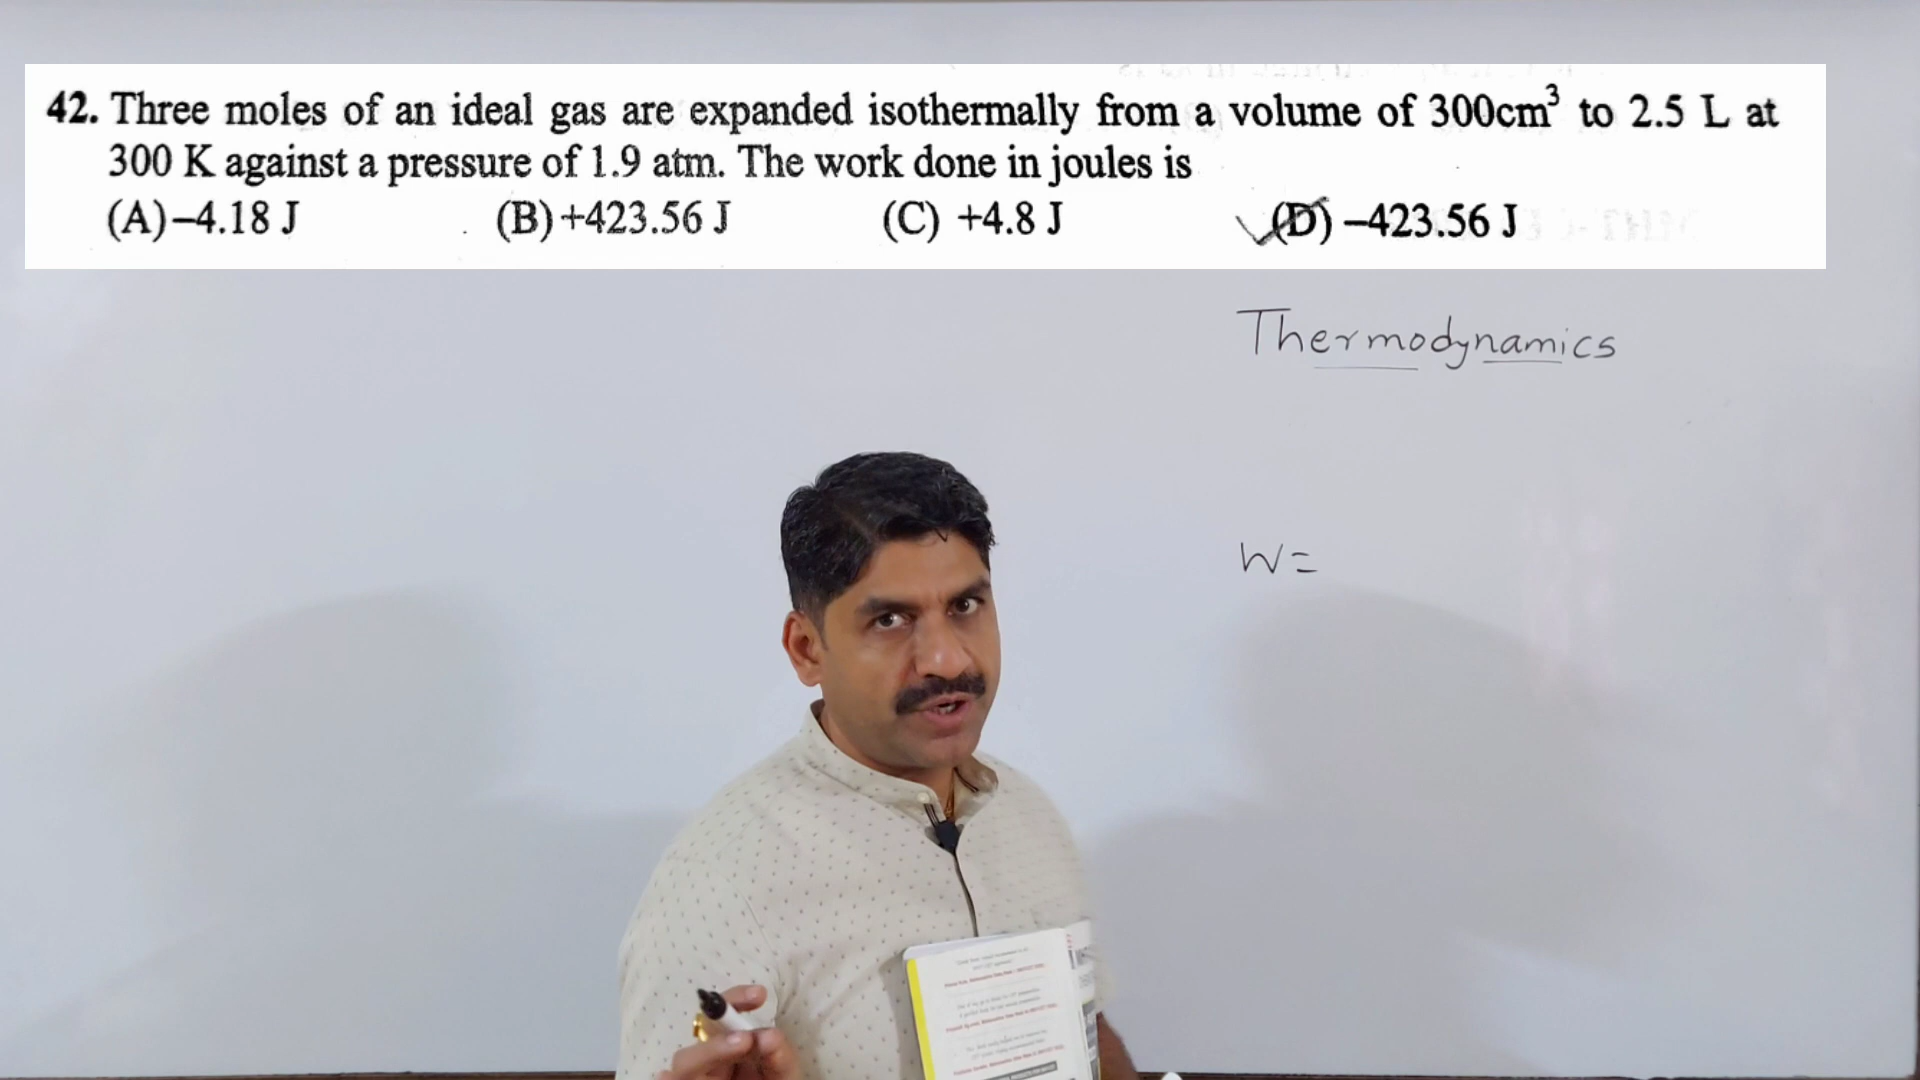 42. Three moles of an ideal gas are expanded isothermally from a volume of 300cm³ to 2.5 L at
300 K against a pressure of 1.9 atm. The work done in joules is
(A) –4.18 J (B) +423.56 J (C) +4.8 J (D) –423.56 J
Thermodynamics
W=